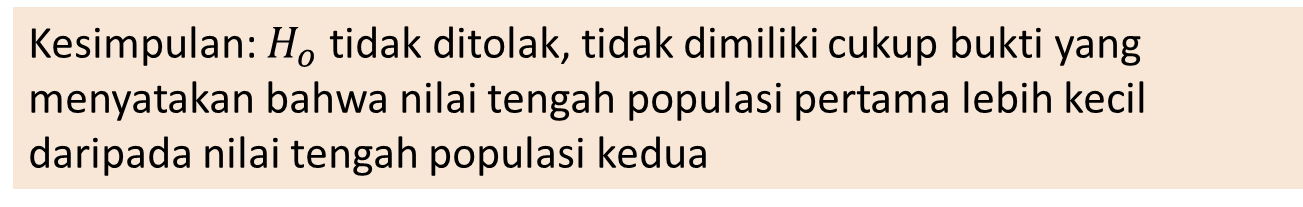 Kesimpulan: H₀ tidak ditolak, tidak dimiliki cukup bukti yang
menyatakan bahwa nilai tengah populasi pertama lebih kecil
daripada nilai tengah populasi kedua